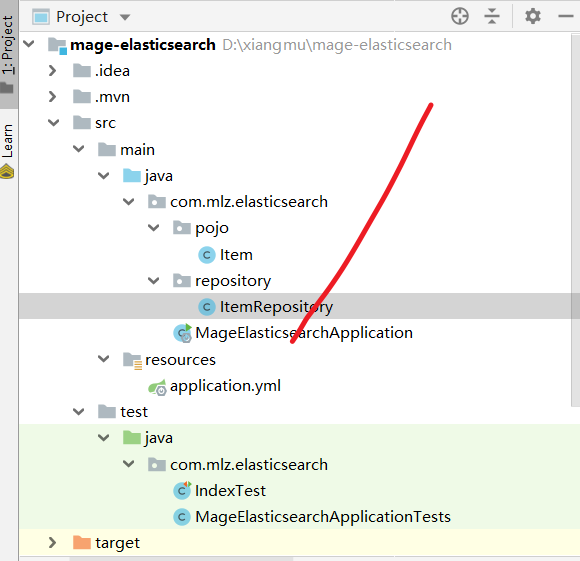 Project
1: Project
Learn
mage-elasticsearch D:\xiangmu\mage-elasticsearch
.idea
.mvn
src
main
java
com.mlz.elasticsearch
pojo
Item
repository
ItemRepository
MageElasticsearchApplication
resources
application.yml
test
java
com.mlz.elasticsearch
IndexTest
MageElasticsearchApplicationTests
target